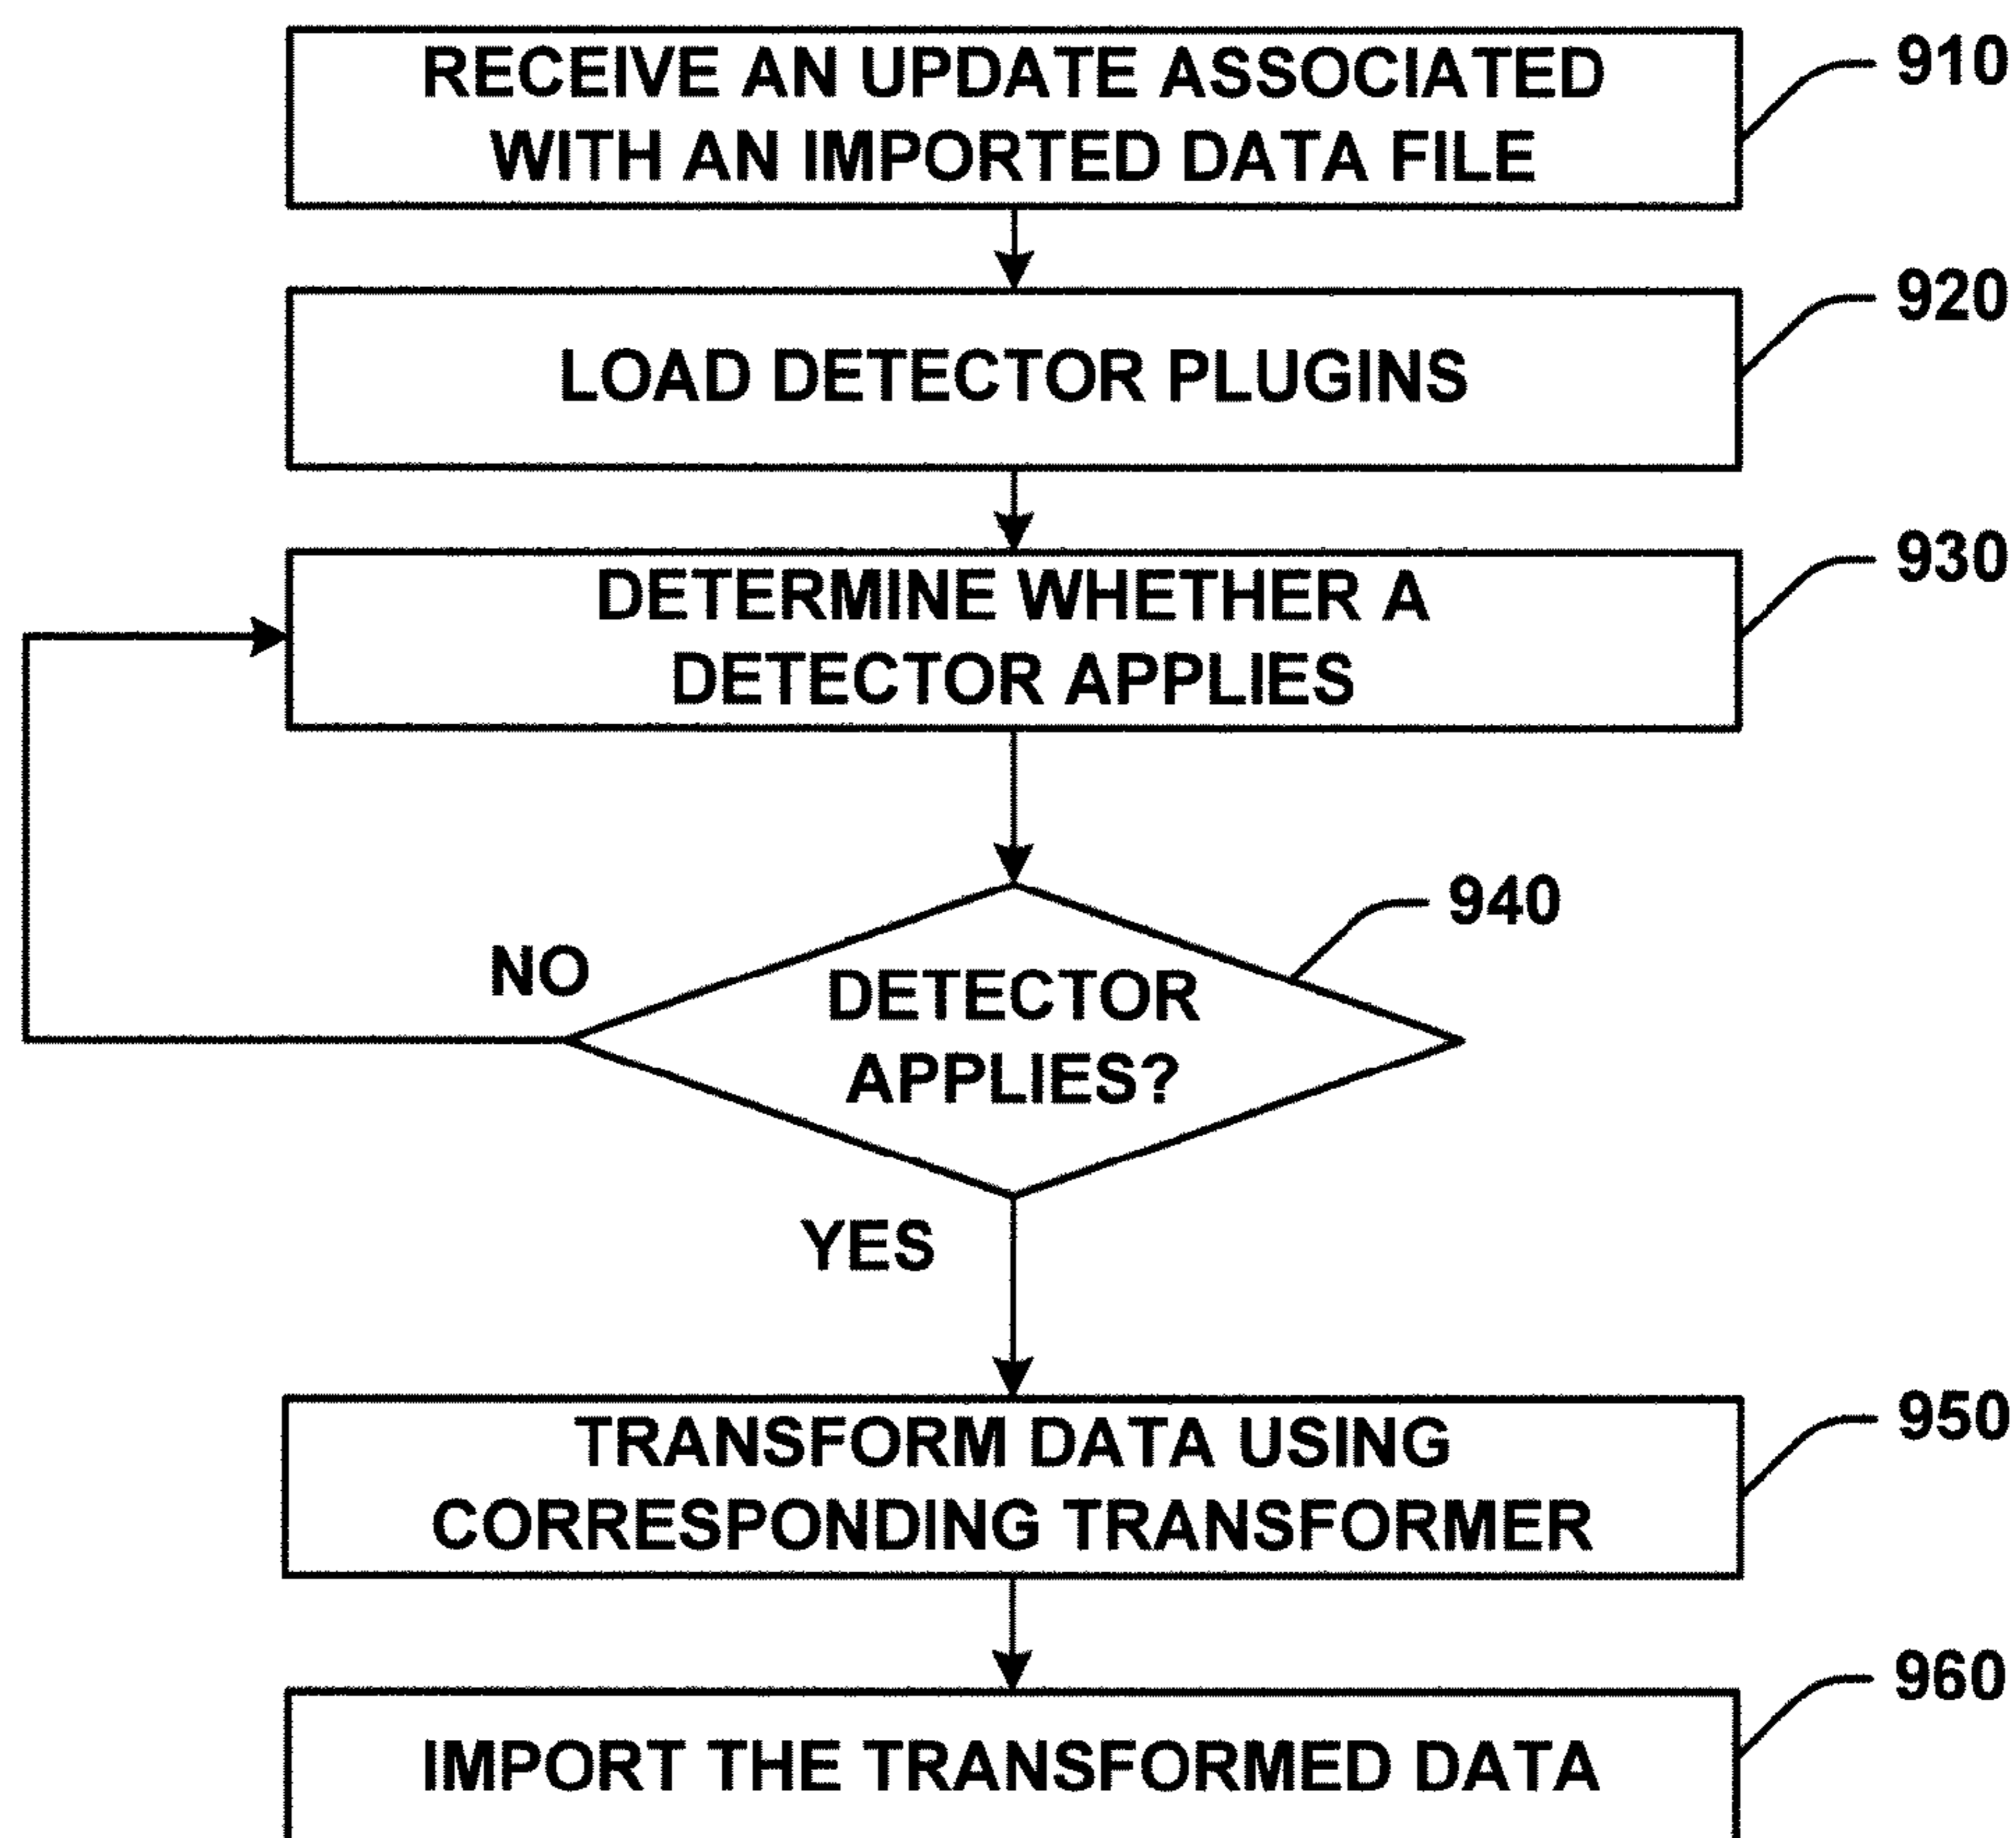 RECEIVE AN UPDATE ASSOCIATED
WITH AN IMPORTED DATA FILE
910
LOAD DETECTOR PLUGINS
920
DETERMINE WHETHER A
DETECTOR APPLIES
930
940
NO
DETECTOR
APPLIES?
YES
TRANSFORM DATA USING
CORRESPONDING TRANSFORMER
950
IMPORT THE TRANSFORMED DATA
960